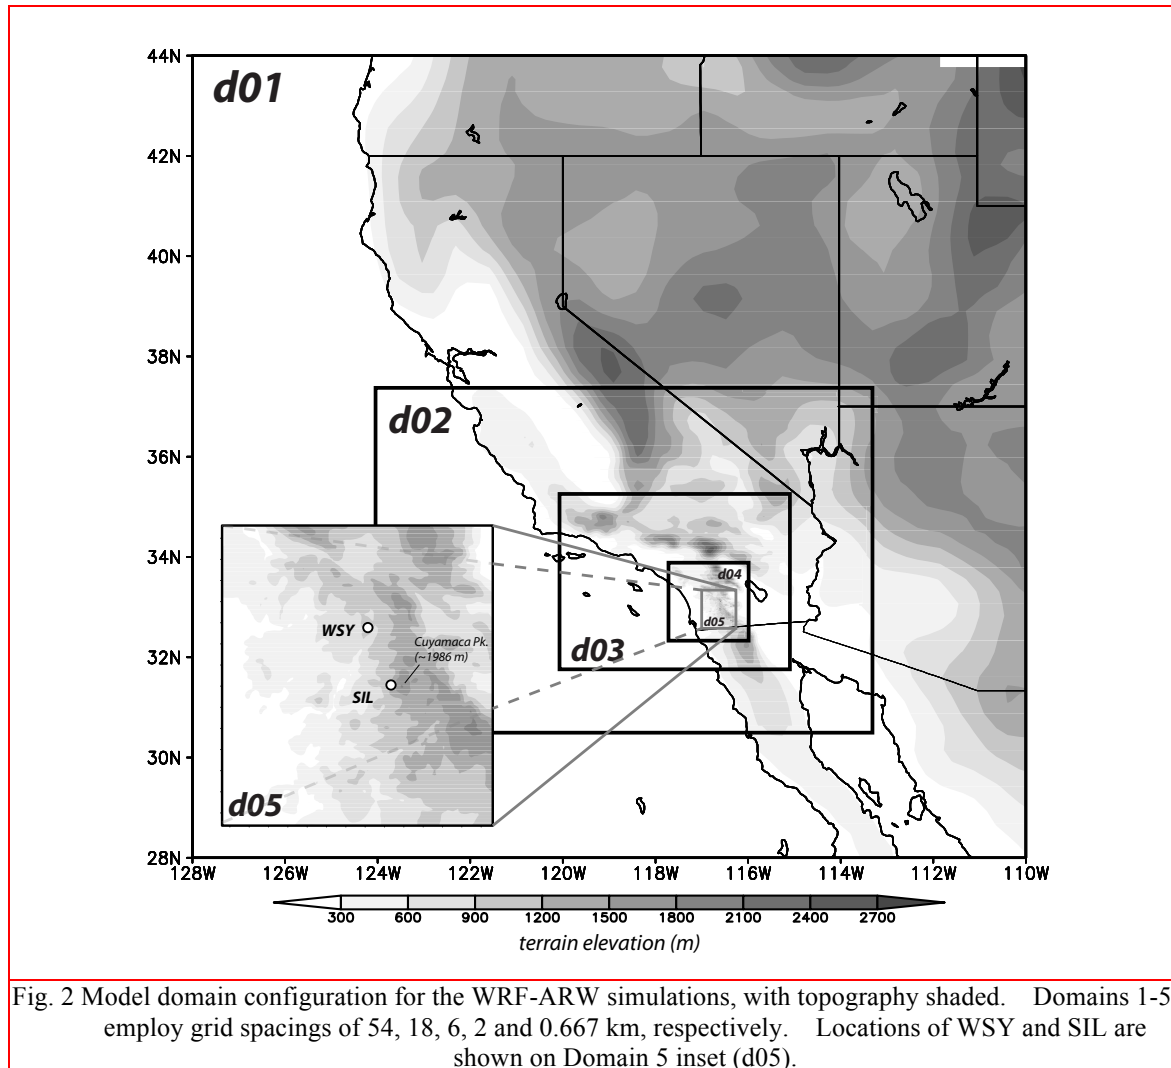 44N
d01
42N
40N
38N
d02
36N
34N
d04
WSY
d05
Cuyamaca Pk.
(~1986 m)
d03
32N
SIL
30N
d05
28N
128W 126W 124W 122W 120W 118W 116W 114W 112W 110W
300 600 900 1200 1500 1800 2100 2400 2700
terrain elevation (m)
Fig. 2 Model domain configuration for the WRF-ARW simulations, with topography shaded. Domains 1-5
employ grid spacings of 54, 18, 6, 2 and 0.667 km, respectively. Locations of WSY and SIL are
shown on Domain 5 inset (d05).